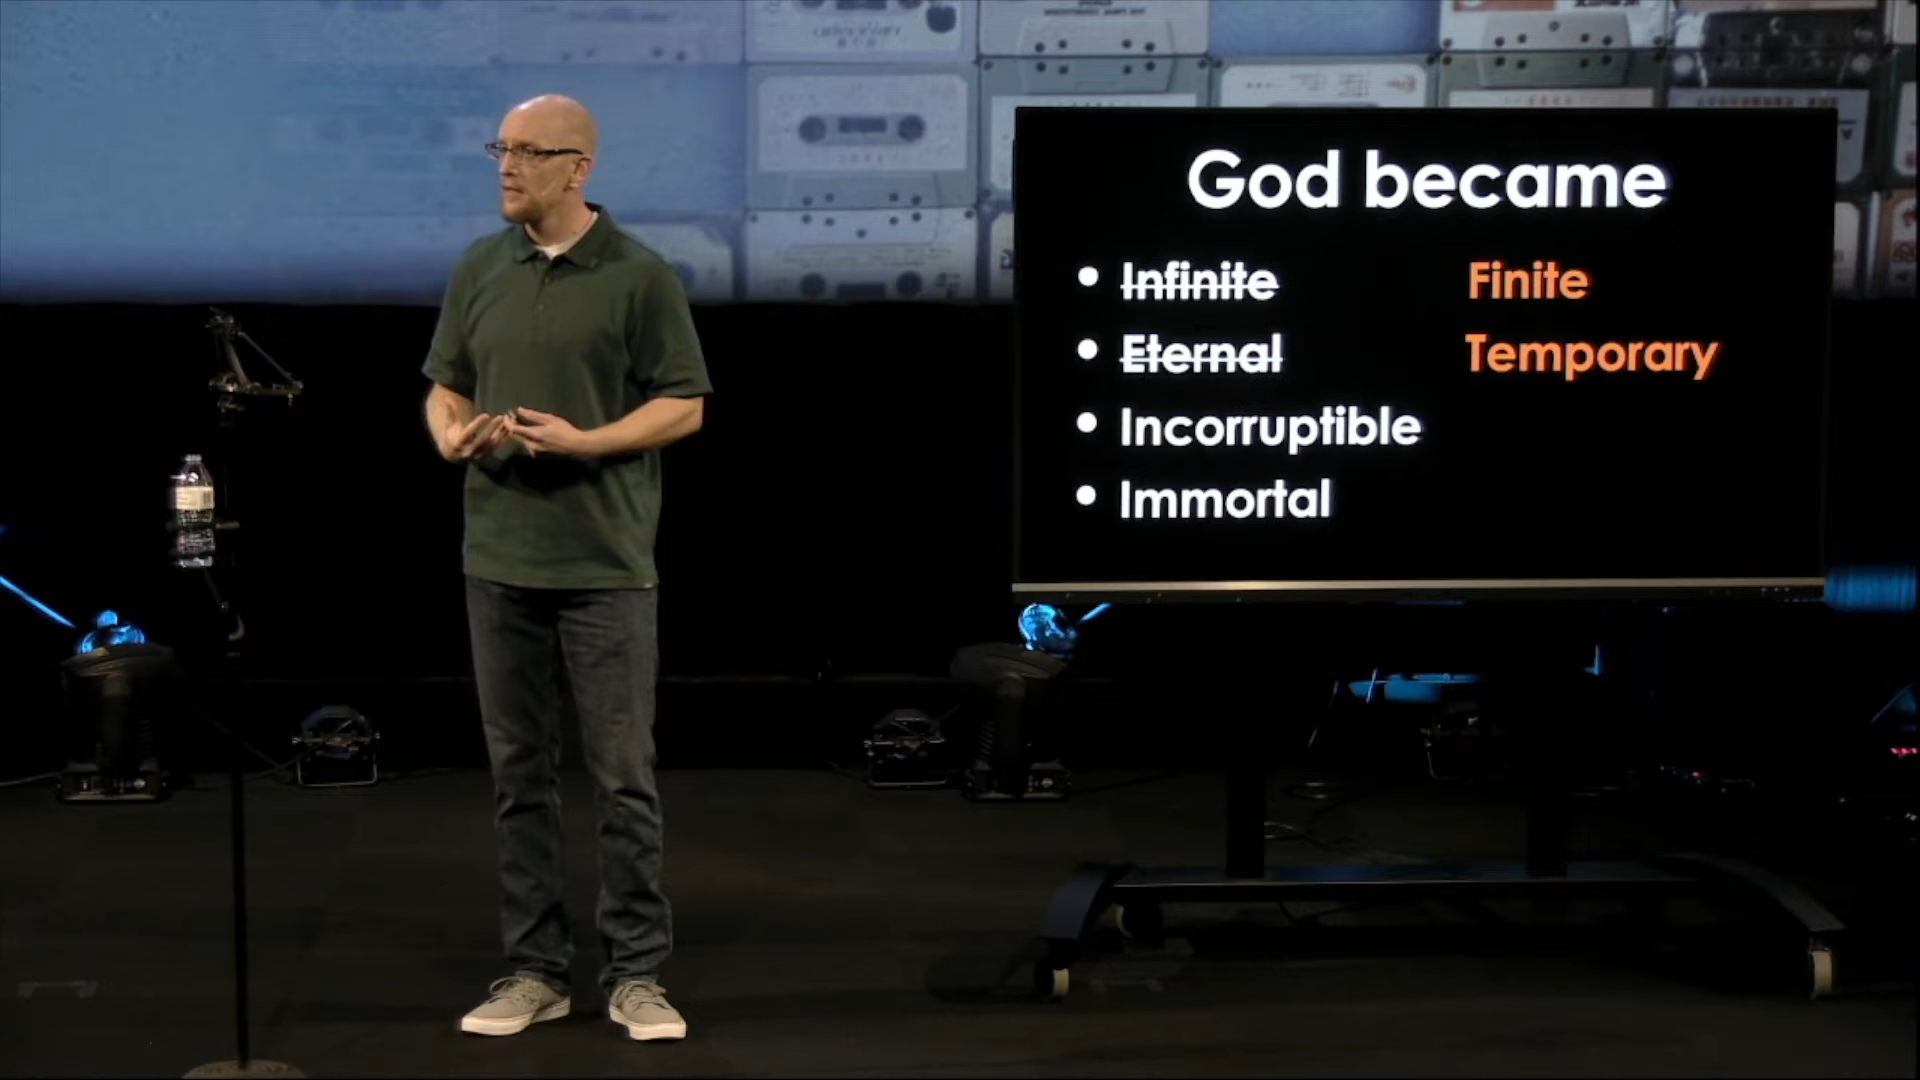 God became
• Infinite Finite
• Eternal Temporary
• Incorruptible
• Immortal